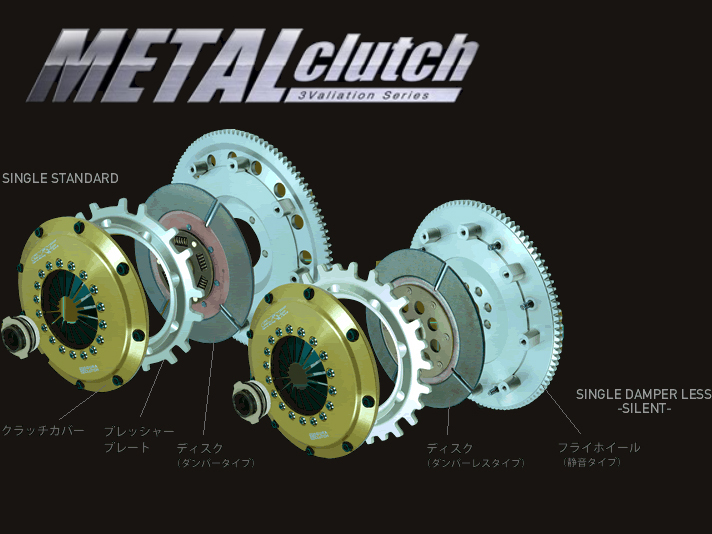 METAL clutch
3Valiation Series
SINGLE STANDARD
SINGLE DAMPER LESS
-SILENT-
クラッチカバー
プレッシャー
プレート
ディスク
（ダンパータイプ）
ディスク
（ダンパーレスタイプ）
フライホイール
（静音タイプ）